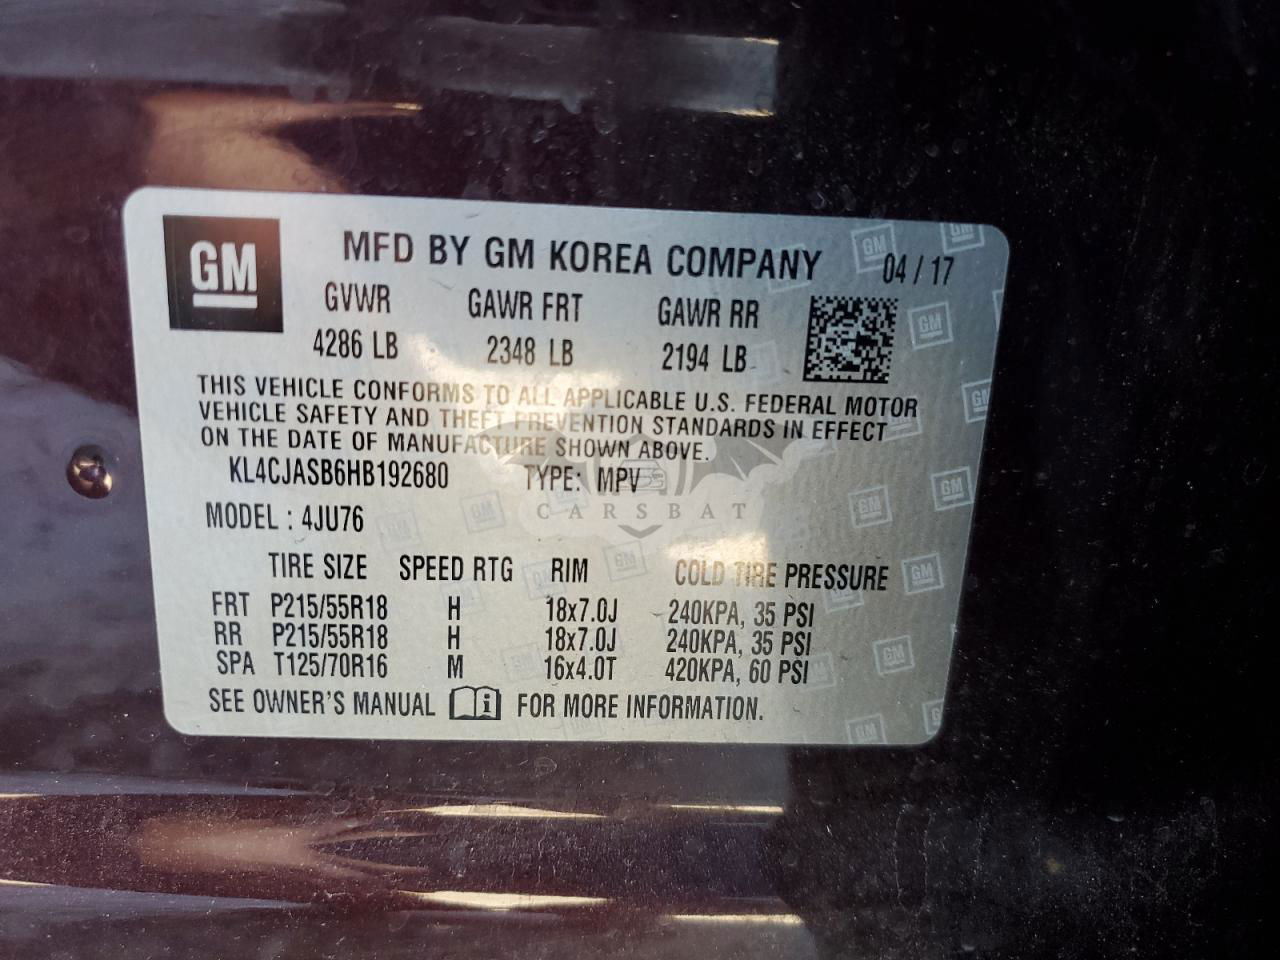 GM
MFD BY GM KOREA COMPANY 04 / 17
GVWR GAWR FRT GAWR RR
4286 LB 2348 LB 2194 LB
THIS VEHICLE CONFORMS TO ALL APPLICABLE U.S. FEDERAL MOTOR
VEHICLE SAFETY AND THEFT PREVENTION STANDARDS IN EFFECT
ON THE DATE OF MANUFACTURE SHOWN ABOVE.
KL4CJASB6HB192680 TYPE: MPV
CARSBAT
MODEL : 4JU76
TIRE SIZE SPEED RTG RIM COLD TIRE PRESSURE
FRT P215/55R18 H 18x7.0J 240KPA, 35 PSI
RR P215/55R18 H 18x7.0J 240KPA, 35 PSI
SPA T125/70R16 M 16x4.0T 420KPA, 60 PSI
SEE OWNER'S MANUAL i FOR MORE INFORMATION.